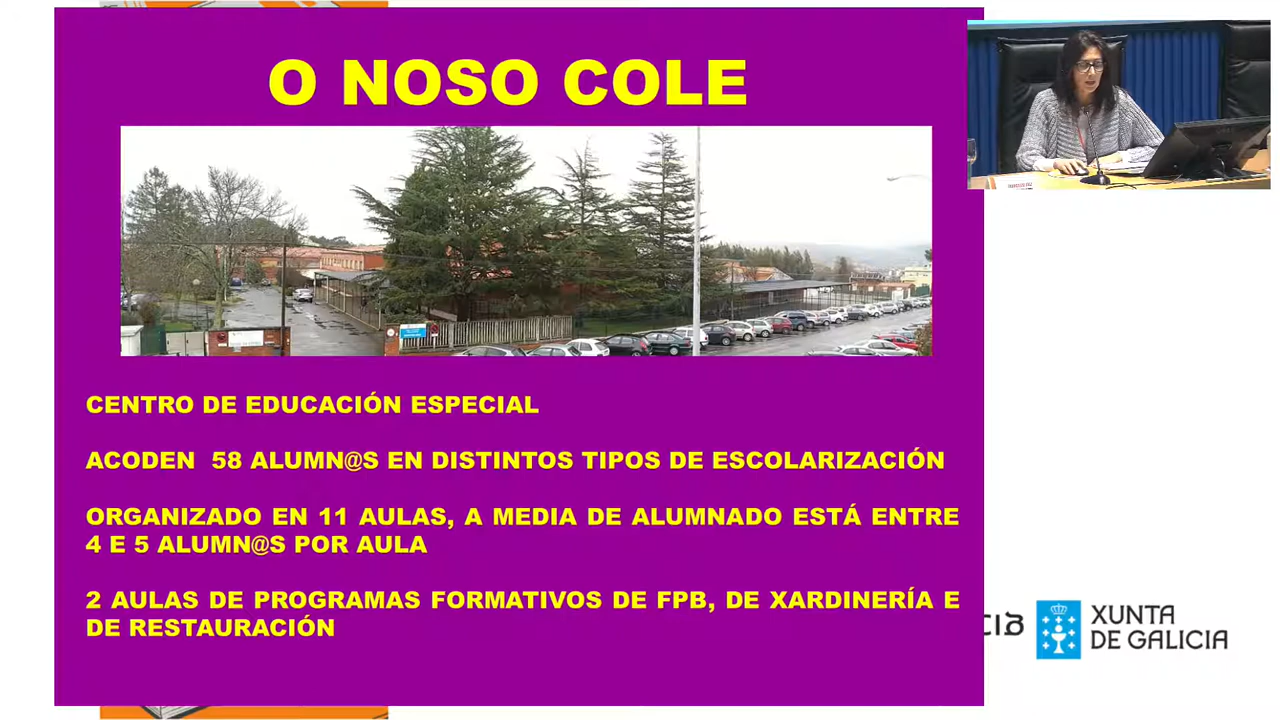 O NOSO COLE
CENTRO DE EDUCACIÓN ESPECIAL
ACODEN 58 ALUMN@S EN DISTINTOS TIPOS DE ESCOLARIZACIÓN
ORGANIZADO EN 11 AULAS, A MEDIA DE ALUMNADO ESTÁ ENTRE
4 E 5 ALUMN@S POR AULA
2 AULAS DE PROGRAMAS FORMATIVOS DE FPB, DE XARDINERÍA E
DE RESTAURACIÓN
XUNTA
DE GALICIA